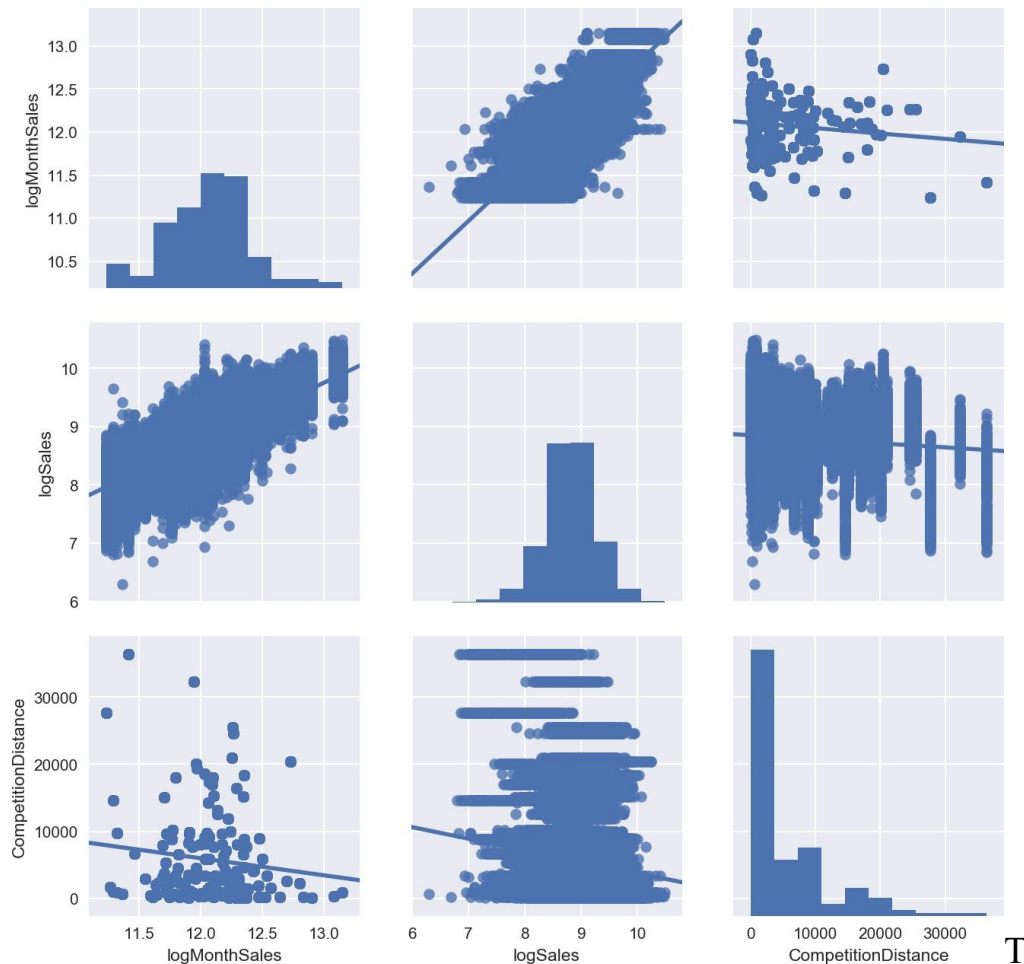 13.0
12.5
12.0
11.5
11.0
10.5
logMonthSales
10
9
8
7
6
logSales
30000
20000
10000
0
CompetitionDistance
11.5 12.0 12.5 13.0
logMonthSales
6 7 8 9 10
logSales
0 10000 20000 30000
CompetitionDistance
T